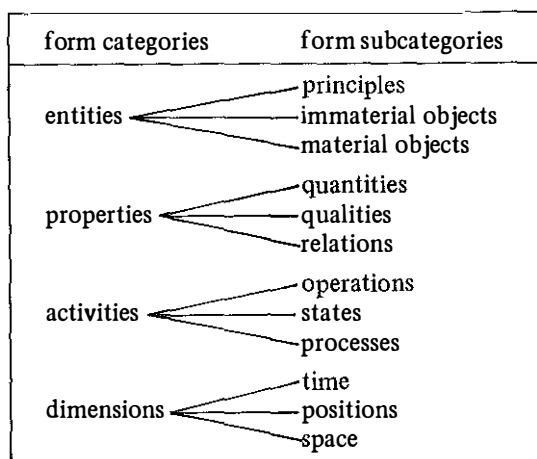 form categories form subcategories
principles
entities immaterial objects
material objects
quantities
properties qualities
relations
operations
activities states
processes
time
dimensions positions
space